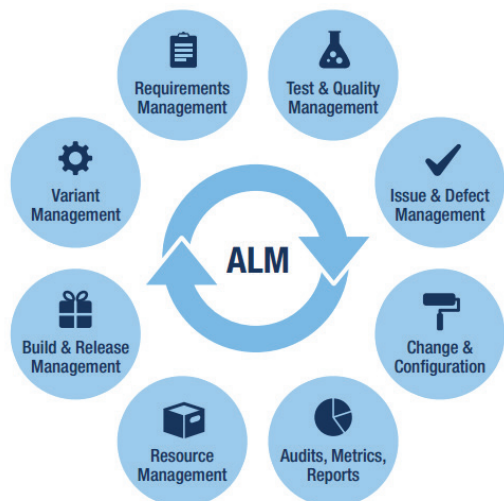 Requirements
Management
Test & Quality
Management
Variant
Management
Issue & Defect
Management
ALM
Build & Release
Management
Change &
Configuration
Resource
Management
Audits, Metrics,
Reports